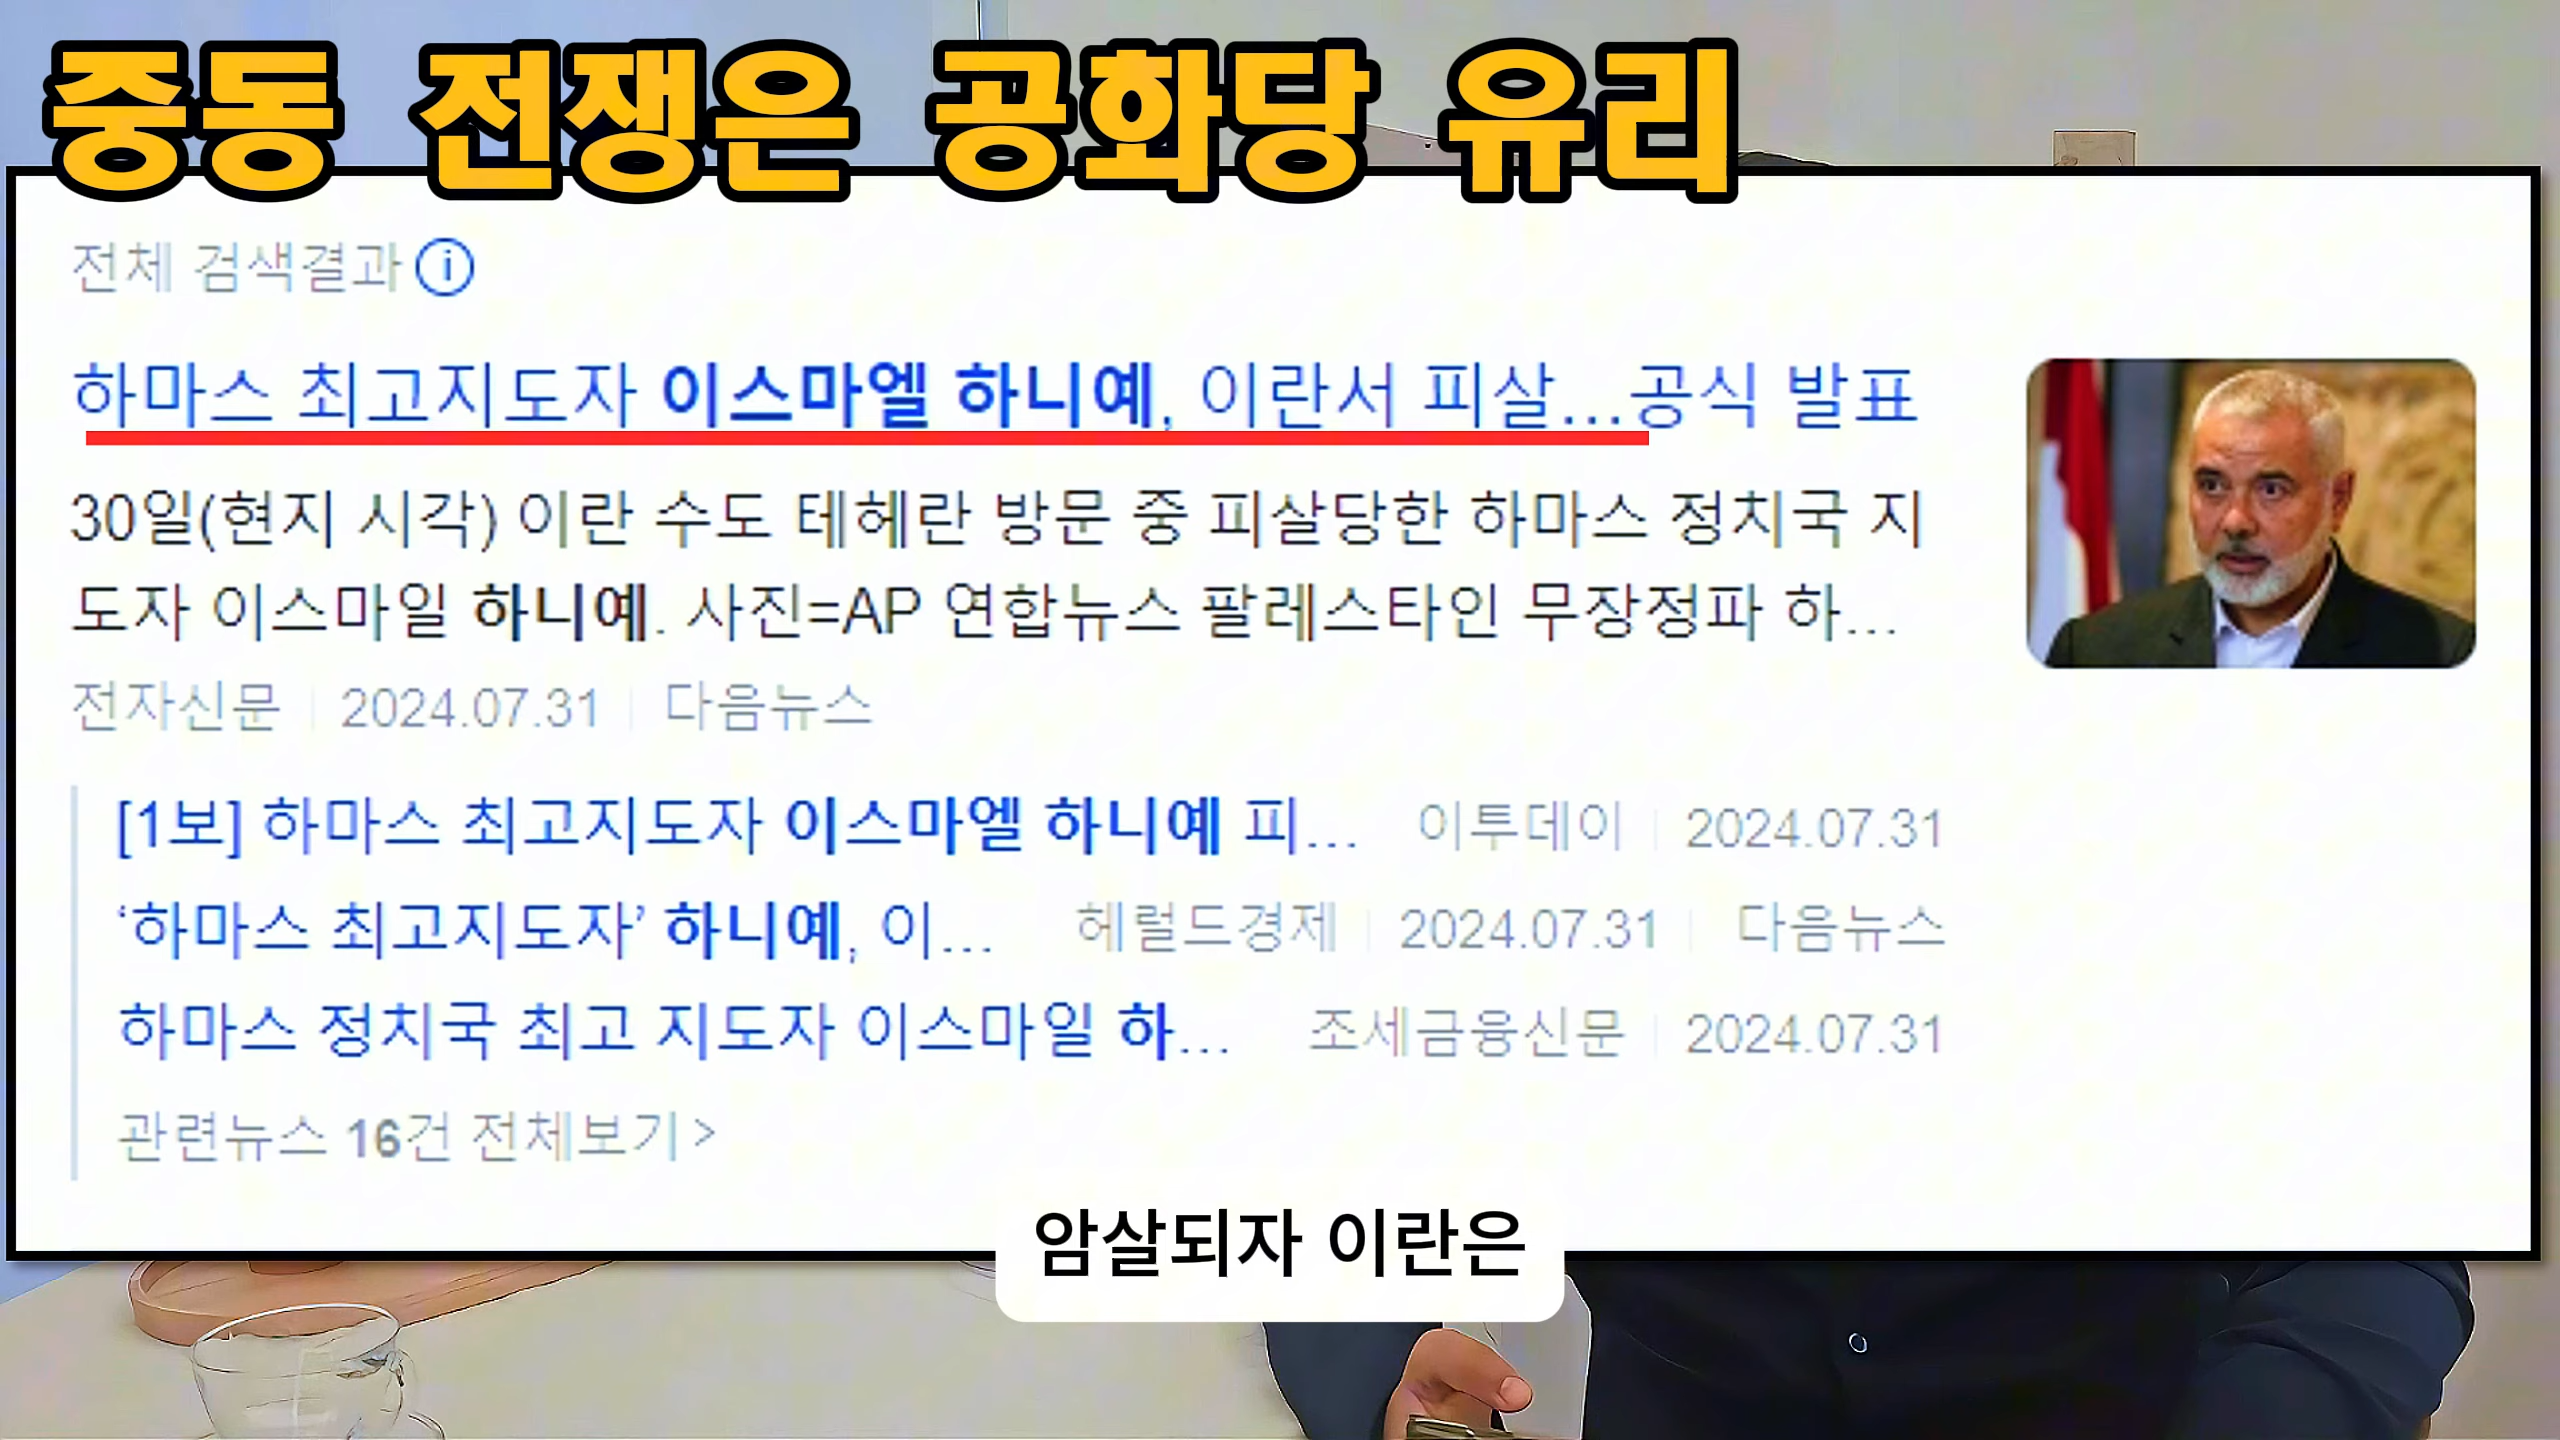 중동 전쟁은 공화당 유리
전체 검색결과 i
하마스 최고지도자 이스마엘 하니예, 이란서 피살...공식 발표
30일(현지 시각) 이란 수도 테헤란 방문 중 피살당한 하마스 정치국 지
도자 이스마일 하니예. 사진=AP 연합뉴스 팔레스타인 무장정파 하...
전자신문 | 2024.07.31 | 다음뉴스
[1보] 하마스 최고지도자 이스마엘 하니예 피... 이투데이 | 2024.07.31
‘하마스 최고지도자’ 하니예, 이... 헤럴드경제 | 2024.07.31 | 다음뉴스
하마스 정치국 최고 지도자 이스마일 하... 조세금융신문 | 2024.07.31
관련뉴스 16건 전체보기 >
암살되자 이란은